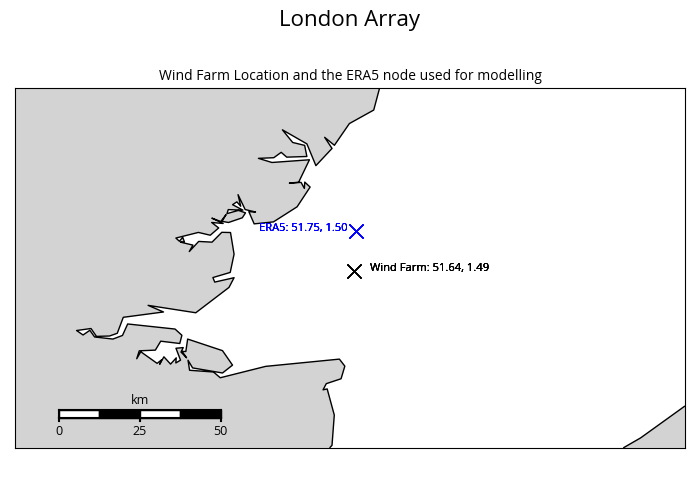 London Array
Wind Farm Location and the ERA5 node used for modelling
ERA5: 51.75, 1.50
Wind Farm: 51.64, 1.49
km
0 25 50